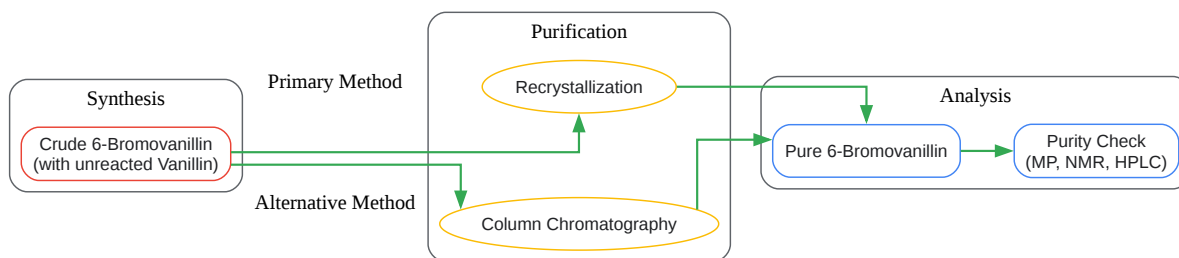 Synthesis
Crude 6-Bromovanillin
(with unreacted Vanillin)
Primary Method
Alternative Method
Purification
Recrystallization
Column Chromatography
Analysis
Pure 6-Bromovanillin
Purity Check
(MP, NMR, HPLC)